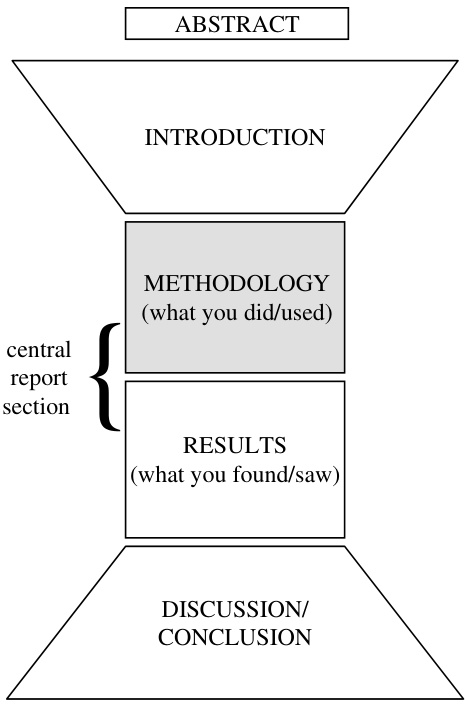 ABSTRACT
INTRODUCTION
METHODOLOGY
(what you did/used)
central
report
section
RESULTS
(what you found/saw)
DISCUSSION/
CONCLUSION